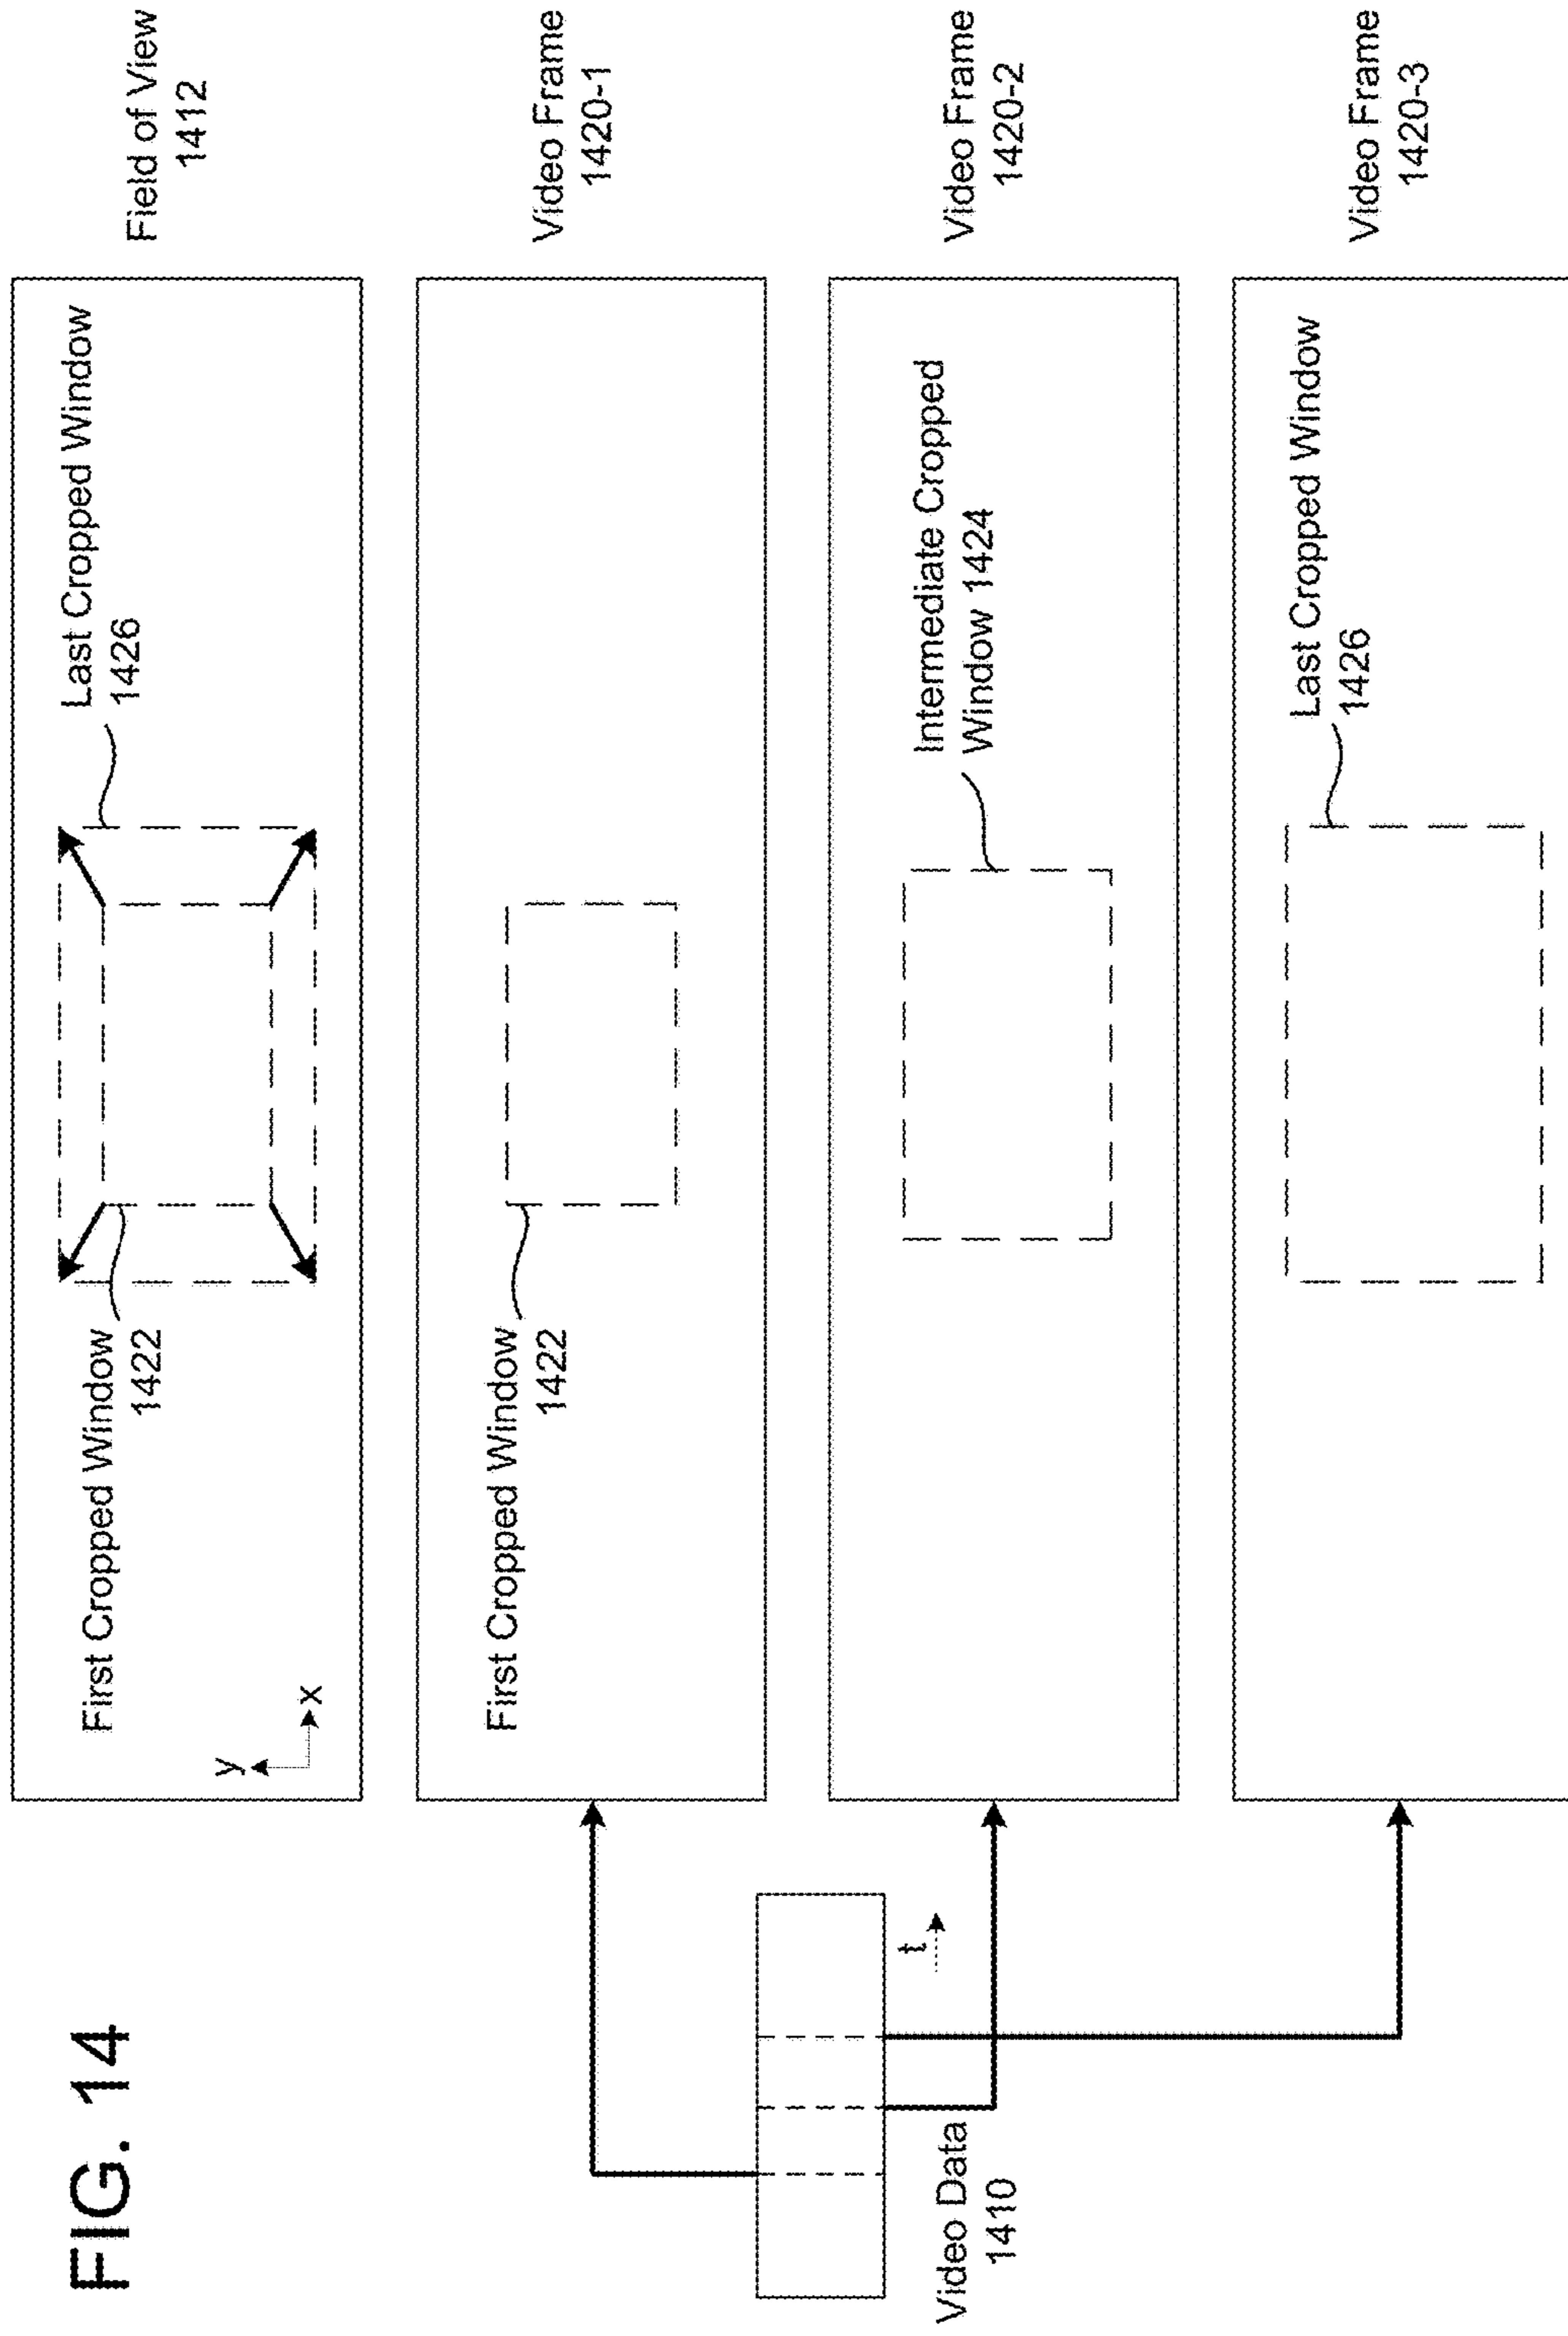 FIG. 14
First Cropped Window
1422
Last Cropped Window
1426
y
x
Field of View
1412
First Cropped Window
1422
Video Frame
1420-1
t
Video Data
1410
Intermediate Cropped
Window 1424
Video Frame
1420-2
Last Cropped Window
1426
Video Frame
1420-3